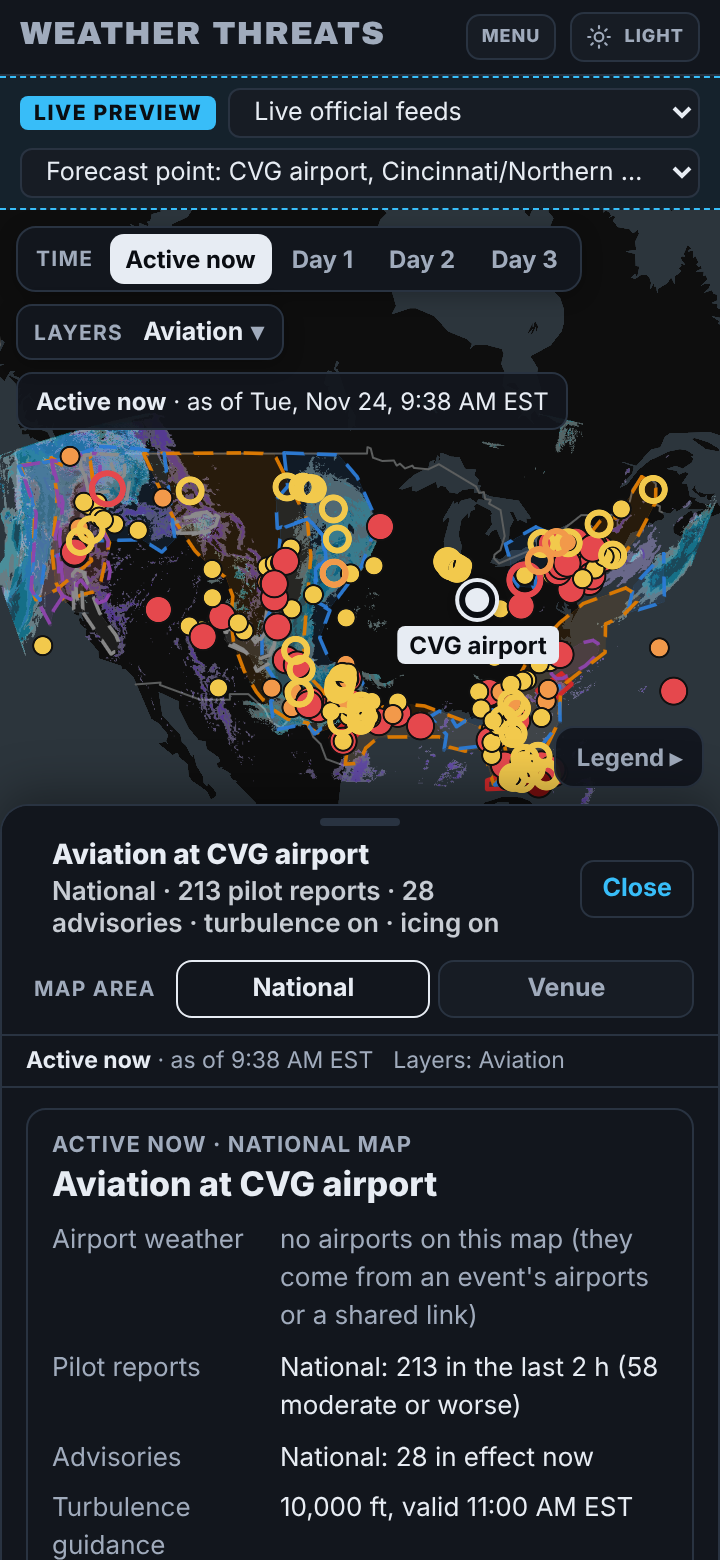 WEATHER THREATS
MENU
LIGHT
LIVE PREVIEW
Live official feeds
Forecast point: CVG airport, Cincinnati/Northern ...
TIME
Active now
Day 1
Day 2
Day 3
LAYERS
Aviation ▾
Active now · as of Tue, Nov 24, 9:38 AM EST
CVG airport
Legend ▸
Aviation at CVG airport
National · 213 pilot reports · 28
advisories · turbulence on · icing on
Close
MAP AREA
National
Venue
Active now · as of 9:38 AM EST
Layers: Aviation
ACTIVE NOW · NATIONAL MAP
Aviation at CVG airport
Airport weather
no airports on this map (they
come from an event's airports
or a shared link)
Pilot reports
National: 213 in the last 2 h (58
moderate or worse)
Advisories
National: 28 in effect now
Turbulence
guidance
10,000 ft, valid 11:00 AM EST